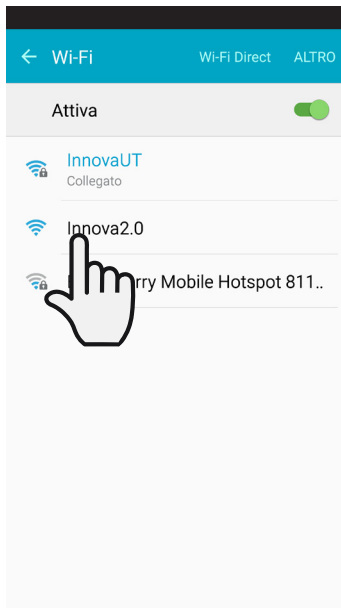 Wi-Fi Wi-Fi Direct ALTRO
Attiva
InnovaUT
Collegato
Innova2.0
Mobile Hotspot 811..